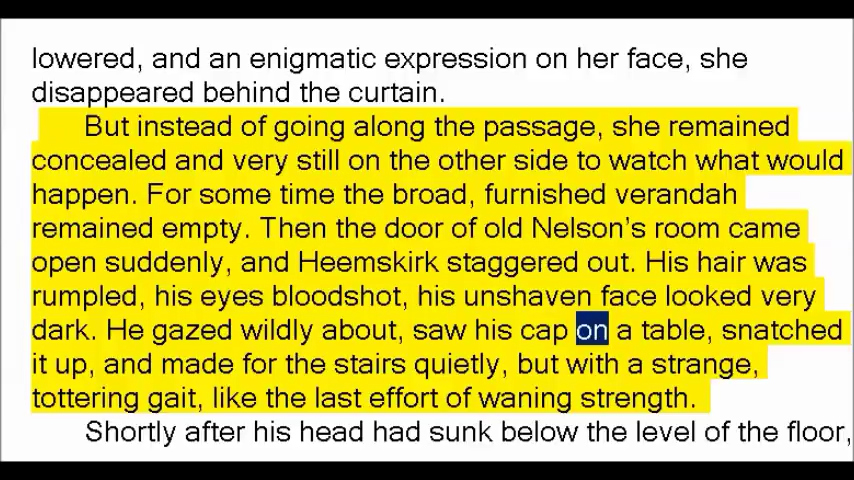 lowered, and an enigmatic expression on her face, she
disappeared behind the curtain.
But instead of going along the passage, she remained
concealed and very still on the other side to watch what would
happen. For some time the broad, furnished verandah
remained empty. Then the door of old Nelson's room came
open suddenly, and Heemskirk staggered out. His hair was
rumpled, his eyes bloodshot, his unshaven face looked very
dark. He gazed wildly about, saw his cap on a table, snatched
it up, and made for the stairs quietly, but with a strange,
tottering gait, like the last effort of waning strength.
Shortly after his head had sunk below the level of the floor,